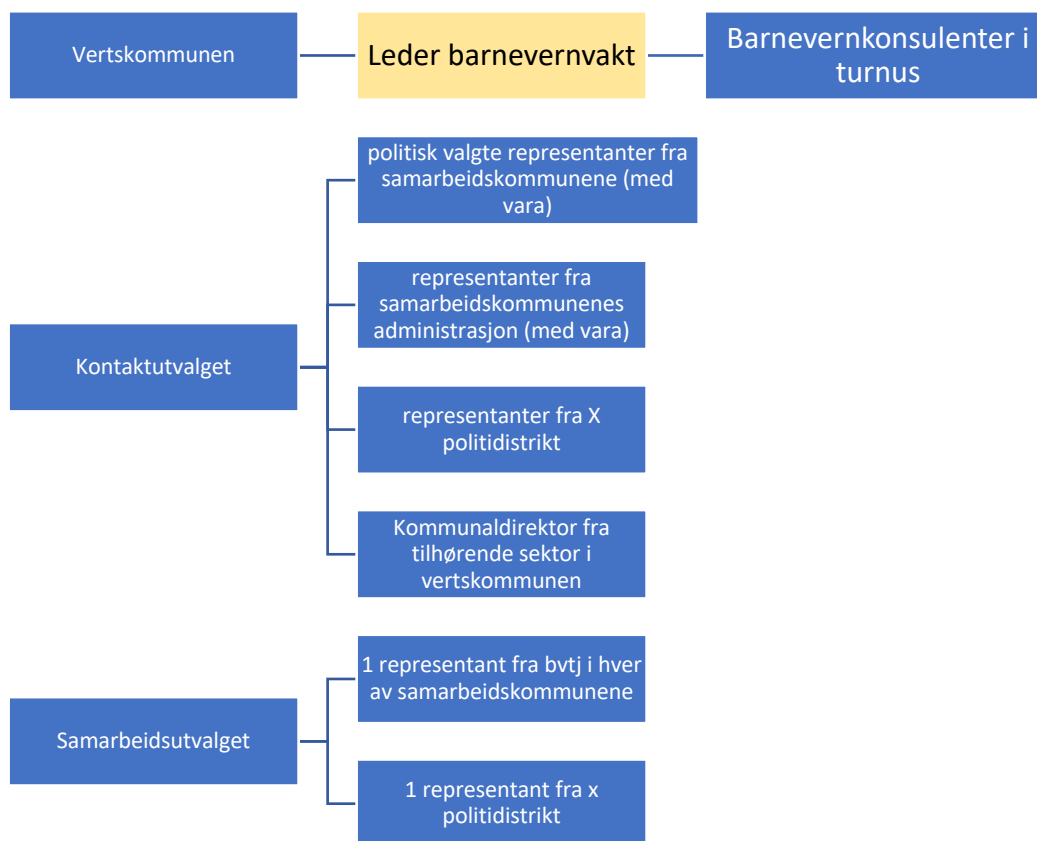 Vertskommunen
Leder barnevernvakt
Barnevernkonsulenter i
turnus
Kontaktutvalget
politisk valgte representanter fra
samarbeidskommunene (med
vara)
representanter fra
samarbeidskommunenes
administrasjon (med vara)
representanter fra X
politidistrikt
Kommunaldirektor fra
tilhørende sektor i
vertskommunen
Samarbeidsutvalget
1 representant fra bvtj i hver
av samarbeidskommunene
1 representant fra x
politidistrikt